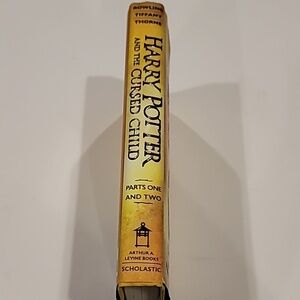 ROWLING
TIFFANY
THORNE
HARRY POTTER
AND THE CURSED CHILD
PARTS ONE
AND TWO
ARTHUR A.
LEVINE BOOKS
SCHOLASTIC